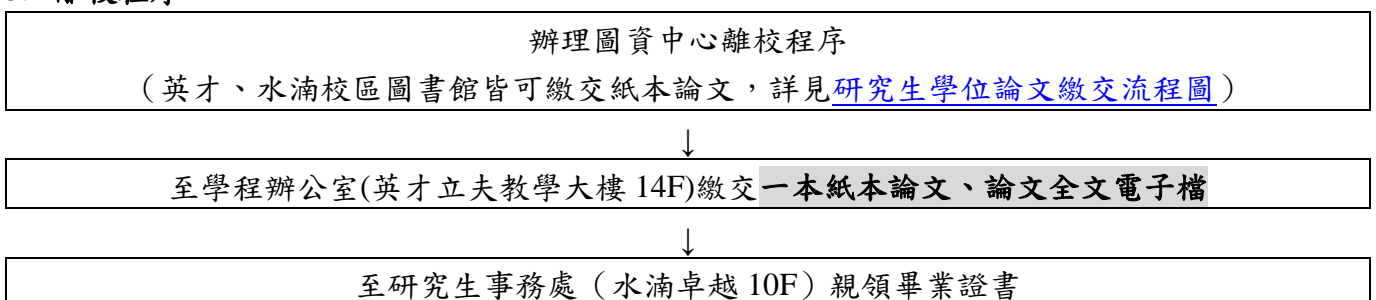 辦理圖資中心離校程序
（英才、水湳校區圖書館皆可繳交紙本論文，詳見研究生學位論文繳交流程圖）
↓
至學程辦公室(英才立夫教學大樓 14F)繳交一本紙本論文、論文全文電子檔
↓
至研究生事務處（水湳卓越 10F）親領畢業證書